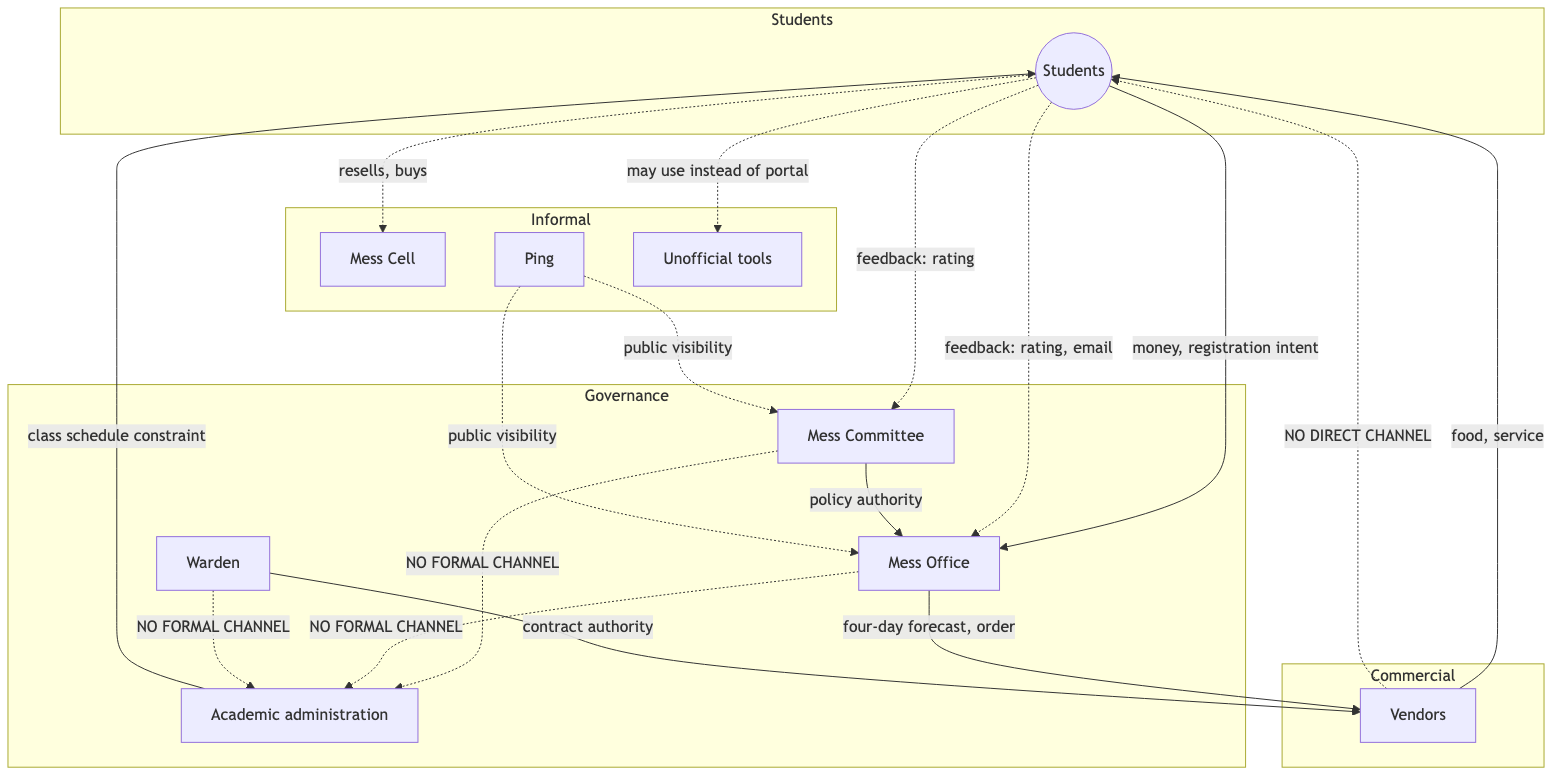 Students
Students
resells, buys
may use instead of portal
Informal
Mess Cell
Ping
Unofficial tools
feedback: rating
public visibility
feedback: rating, email
money, registration intent
Governance
class schedule constraint
public visibility
Mess Committee
NO DIRECT CHANNEL
food, service
policy authority
Warden
NO FORMAL CHANNEL
Mess Office
NO FORMAL CHANNEL
NO FORMAL CHANNEL
contract authority
four-day forecast, order
Commercial
Academic administration
Vendors